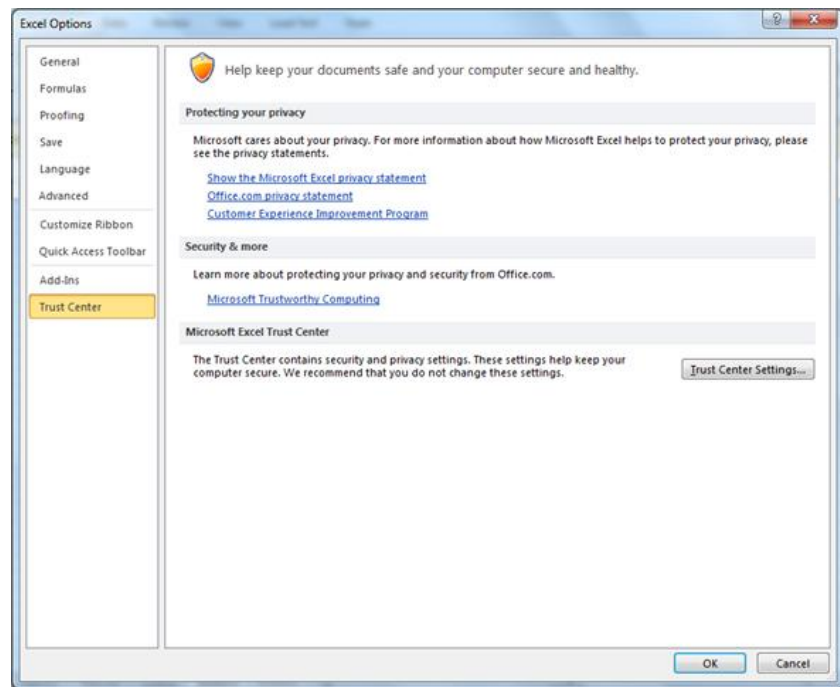 Excel Options
General
Formulas
Proofing
Save
Language
Advanced
Customize Ribbon
Quick Access Toolbar
Add-Ins
Trust Center
Help keep your documents safe and your computer secure and healthy.
Protecting your privacy
Microsoft cares about your privacy. For more information about how Microsoft Excel helps to protect your privacy, please
see the privacy statements.
Show the Microsoft Excel privacy statement
Office.com privacy statement
Customer Experience Improvement Program
Security & more
Learn more about protecting your privacy and security from Office.com.
Microsoft Trustworthy Computing
Microsoft Excel Trust Center
The Trust Center contains security and privacy settings. These settings help keep your
computer secure. We recommend that you do not change these settings.
Trust Center Settings...
OK
Cancel